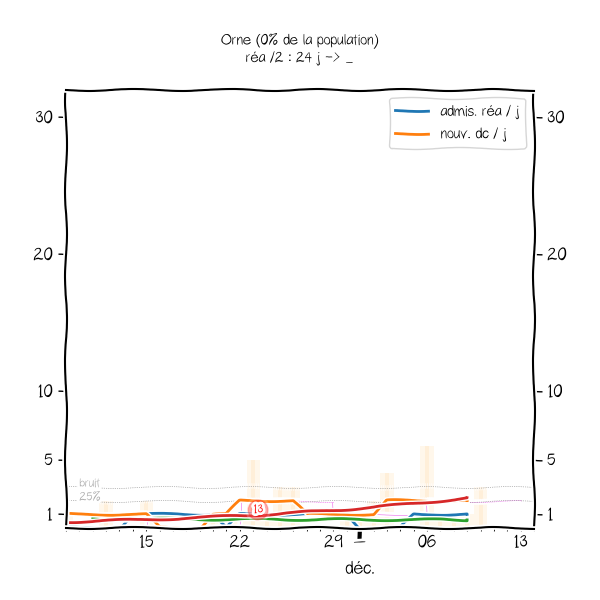 Orne (0% de la population)
réa /2 : 24 j -> _
admis. réa / j
nouv. dc / j
30 30
20 20
10 10
5 5
bruit
25%
13
1 1
15 22 29 1 06 13
déc.